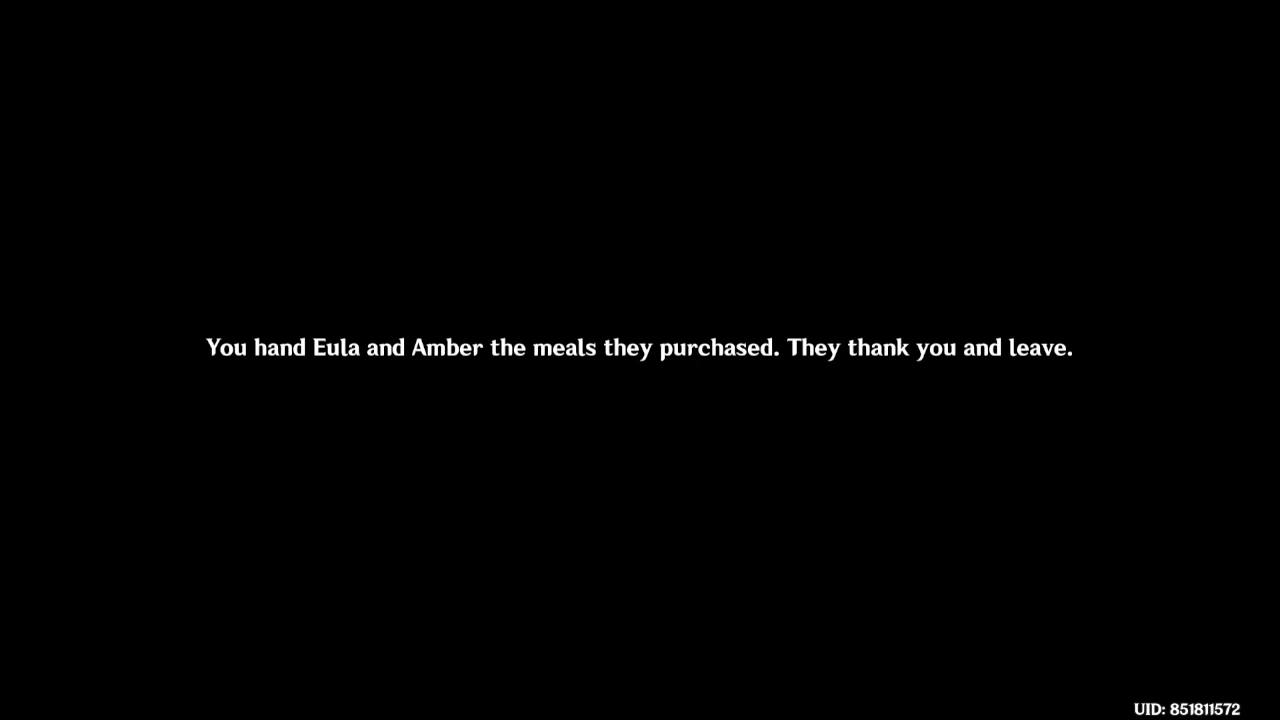 You hand Eula and Amber the meals they purchased. They thank you and leave.
UID: 851811572